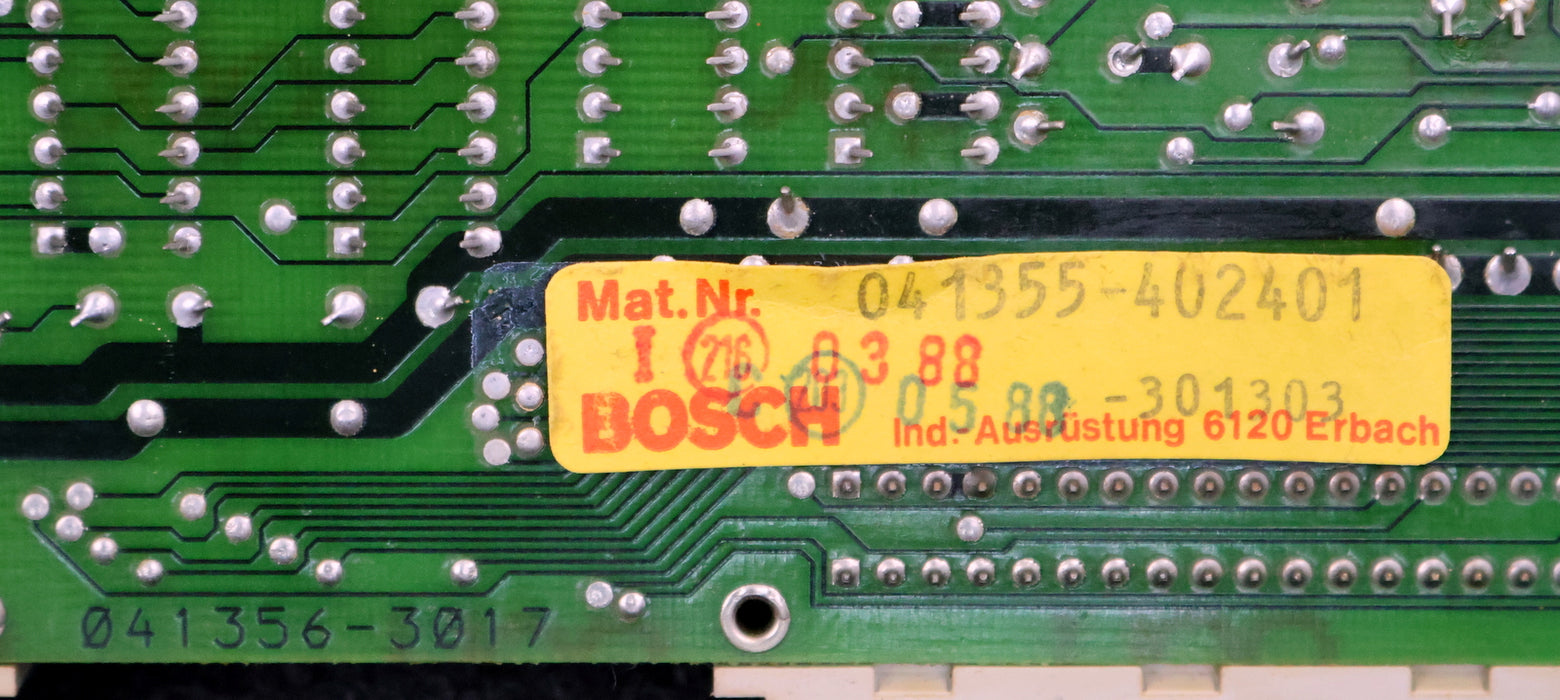 Mat.Nr. 041355-402401
I 216 03 88
05 88 -301303
BOSCH Ind.-Ausrüstung 6120 Erbach
041356-3017